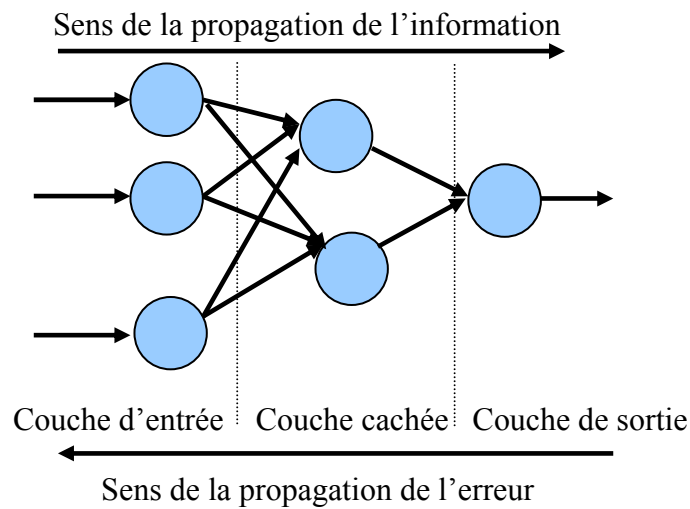 Sens de la propagation de l’information
Couche d’entrée
Couche cachée
Couche de sortie
Sens de la propagation de l’erreur